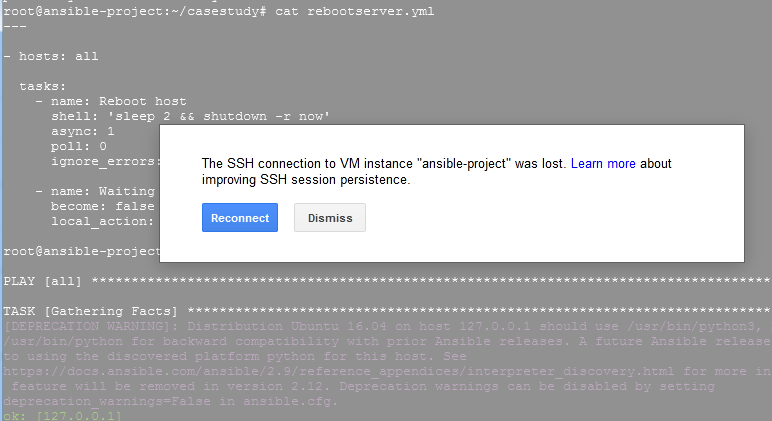 root@ansible-project:~/casestudy# cat rebootserver.yml
---
- hosts: all
tasks:
- name: Reboot host
shell: 'sleep 2 && shutdown -r now'
async: 1
poll: 0
ignore_errors:
- name: Waiting
become: false
local_action:
root@ansible-project
The SSH connection to VM instance "ansible-project" was lost. Learn more about
improving SSH session persistence.
Reconnect Dismiss
PLAY [all] *************************************************************************************
TASK [Gathering Facts] *************************************************************************
[DEPRECATION WARNING]: Distribution Ubuntu 16.04 on host 127.0.0.1 should use /usr/bin/python3,
/usr/bin/python for backward compatibility with prior Ansible releases. A future Ansible release
to using the discovered platform python for this host. See
https://docs.ansible.com/ansible/2.9/reference_appendices/interpreter_discovery.html for more in
feature will be removed in version 2.12. Deprecation warnings can be disabled by setting
deprecation_warnings=False in ansible.cfg.
ok: [127.0.0.1]